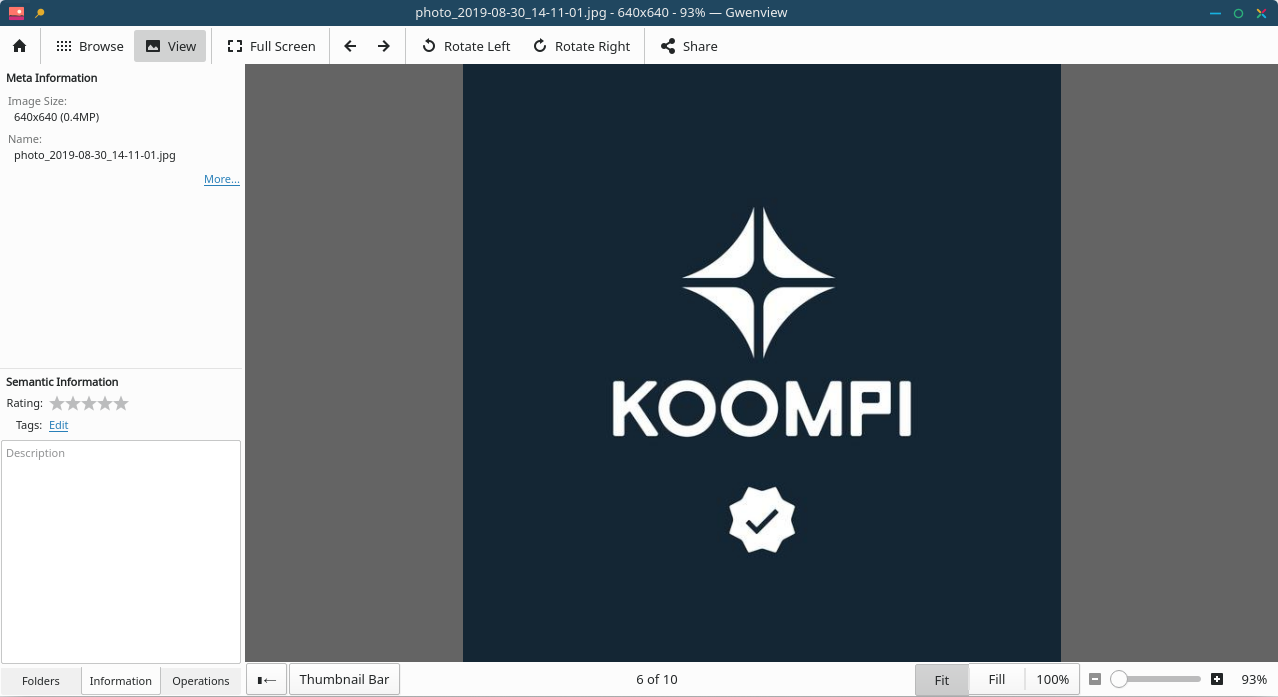 photo_2019-08-30_14-11-01.jpg - 640x640 - 93% — Gwenview
Browse View Full Screen Rotate Left Rotate Right Share
Meta Information
Image Size:
640x640 (0.4MP)
Name:
photo_2019-08-30_14-11-01.jpg
More...
KOOMPI
Semantic Information
Rating:
Tags: Edit
Description
Folders Information Operations
Thumbnail Bar 6 of 10 Fit Fill 100% 93%